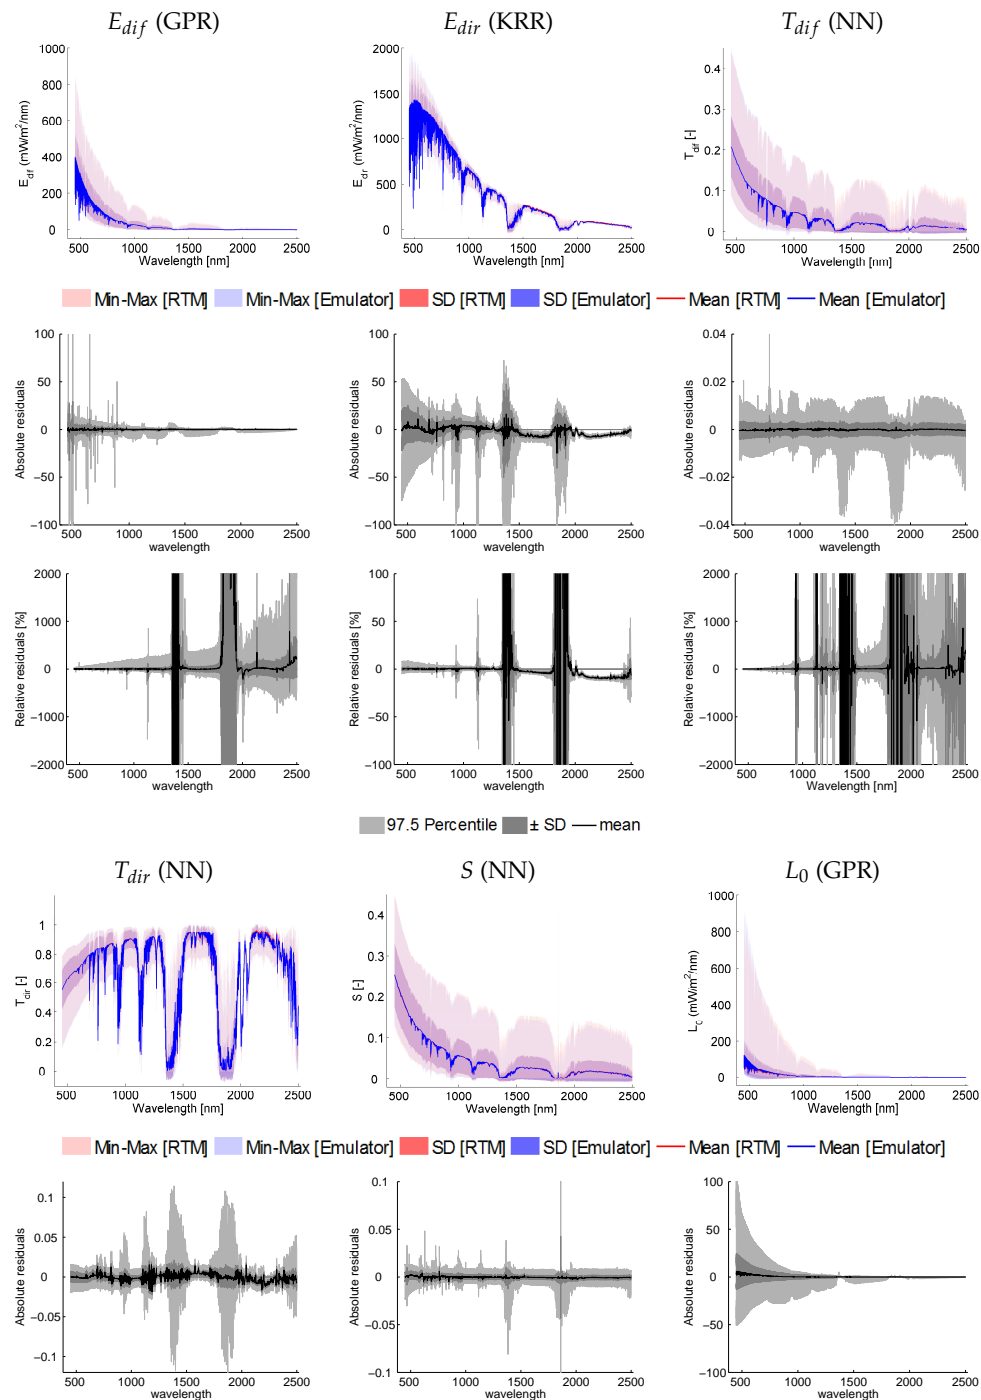 E_dif (GPR) E_dir (KRR) T_dif (NN)
1000
800
600
400
200
0
E_dif (mW/m²/nm)
500 1000 1500 2000 2500
Wavelength [nm]
2000
1500
1000
500
0
E_dir (mW/m²/nm)
500 1000 1500 2000 2500
Wavelength [nm]
0.4
0.3
0.2
0.1
0
T_dif [-]
500 1000 1500 2000 2500
Wavelength [nm]
Min-Max [RTM] Min-Max [Emulator] SD [RTM] SD [Emulator] Mean [RTM] Mean [Emulator]
100
50
0
−50
−100
Absolute residuals
500 1000 1500 2000 2500
wavelength
100
50
0
−50
−100
Absolute residuals
500 1000 1500 2000 2500
wavelength
0.04
0.02
0
−0.02
−0.04
Absolute residuals
500 1000 1500 2000 2500
wavelength
2000
1000
0
−1000
−2000
Relative residuals [%]
500 1000 1500 2000 2500
wavelength
100
50
0
−50
−100
Relative residuals [%]
500 1000 1500 2000 2500
wavelength
2000
1000
0
−1000
−2000
Relative residuals [%]
500 1000 1500 2000 2500
Wavelength [nm]
97.5 Percentile ± SD mean
T_dir (NN) S (NN) L_0 (GPR)
1
0.8
0.6
0.4
0.2
0
T_dir [-]
500 1000 1500 2000 2500
Wavelength [nm]
0.4
0.3
0.2
0.1
0
S [-]
500 1000 1500 2000 2500
Wavelength [nm]
1000
800
600
400
200
0
L_0 (mW/m²/nm)
500 1000 1500 2000 2500
Wavelength [nm]
Min-Max [RTM] Min-Max [Emulator] SD [RTM] SD [Emulator] Mean [RTM] Mean [Emulator]
0.1
0.05
0
−0.05
−0.1
Absolute residuals
500 1000 1500 2000 2500
wavelength
0.1
0.05
0
−0.05
−0.1
Absolute residuals
500 1000 1500 2000 2500
wavelength
100
50
0
−50
−100
Absolute residuals
500 1000 1500 2000 2500
wavelength